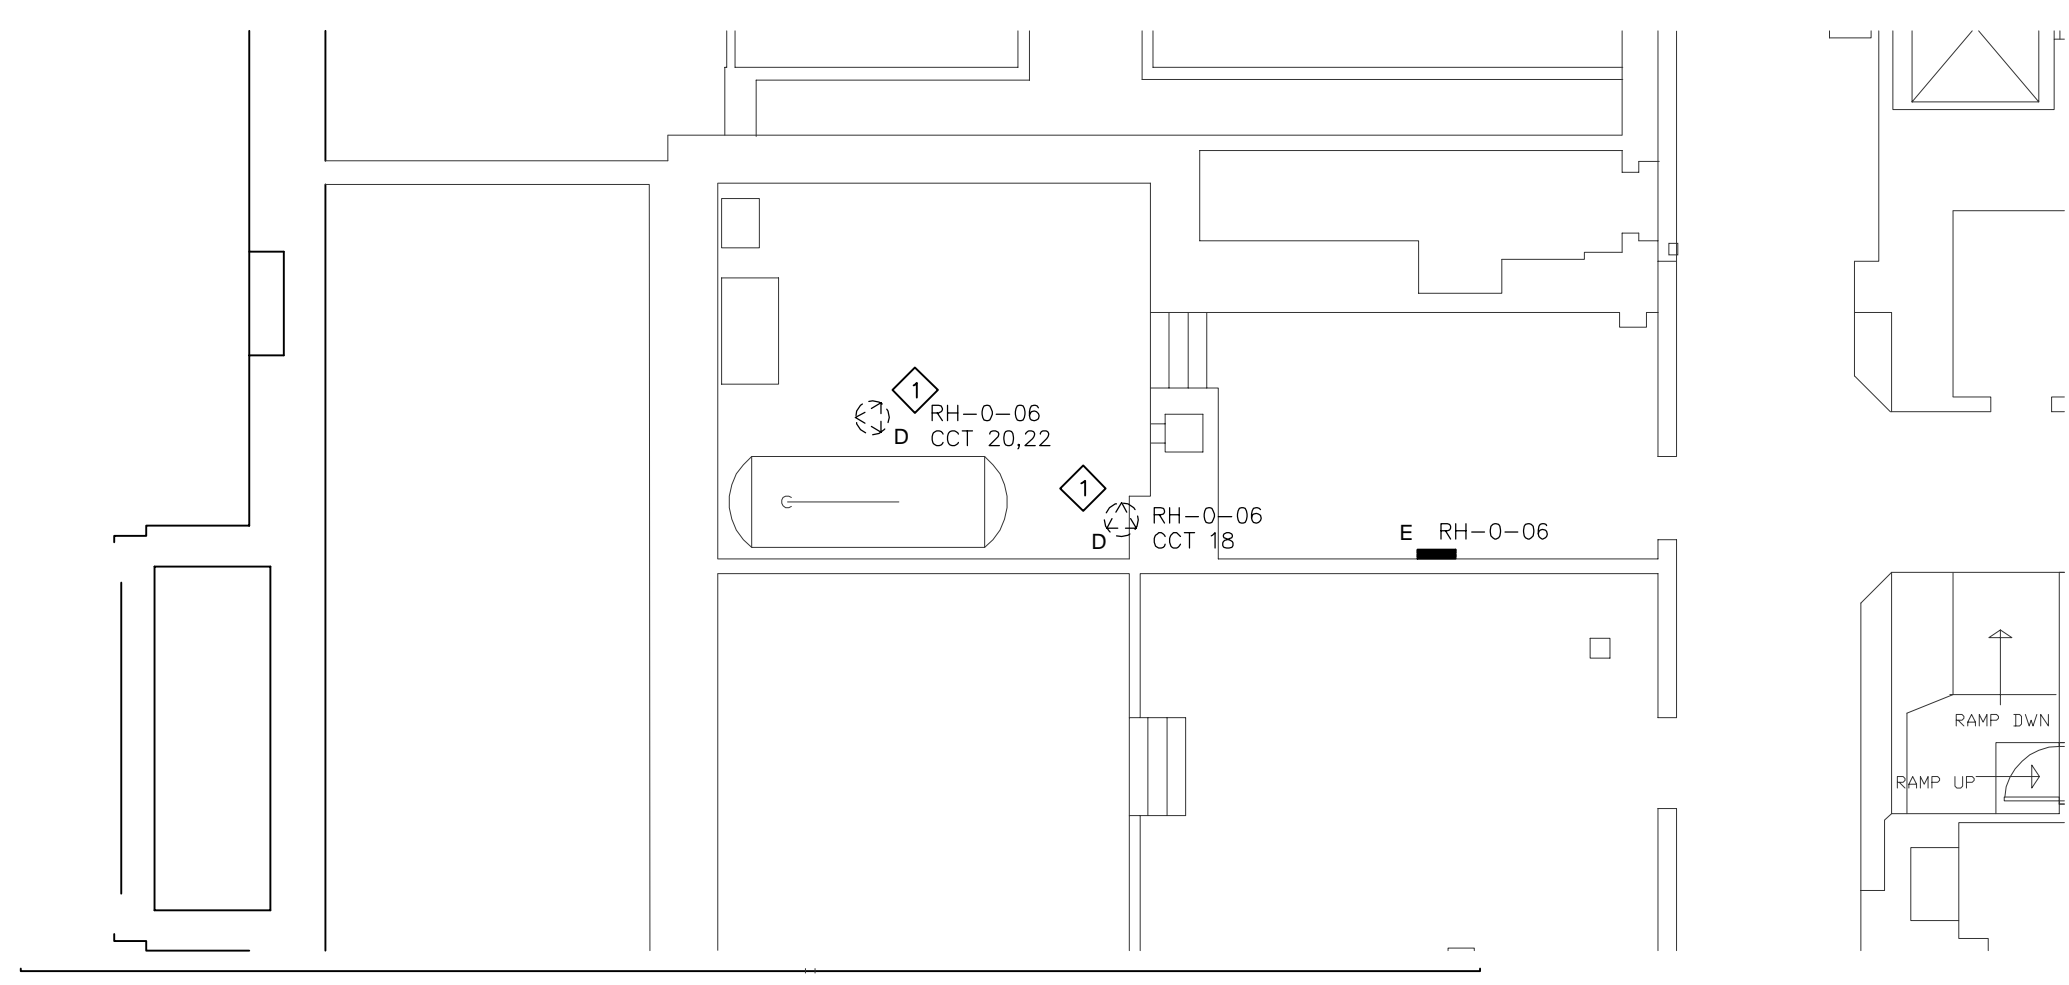 1
RH-0-06
D
CCT 20,22
1
RH-0-06
D
CCT 18
E RH-0-06
RAMP DWN
RAMP UP